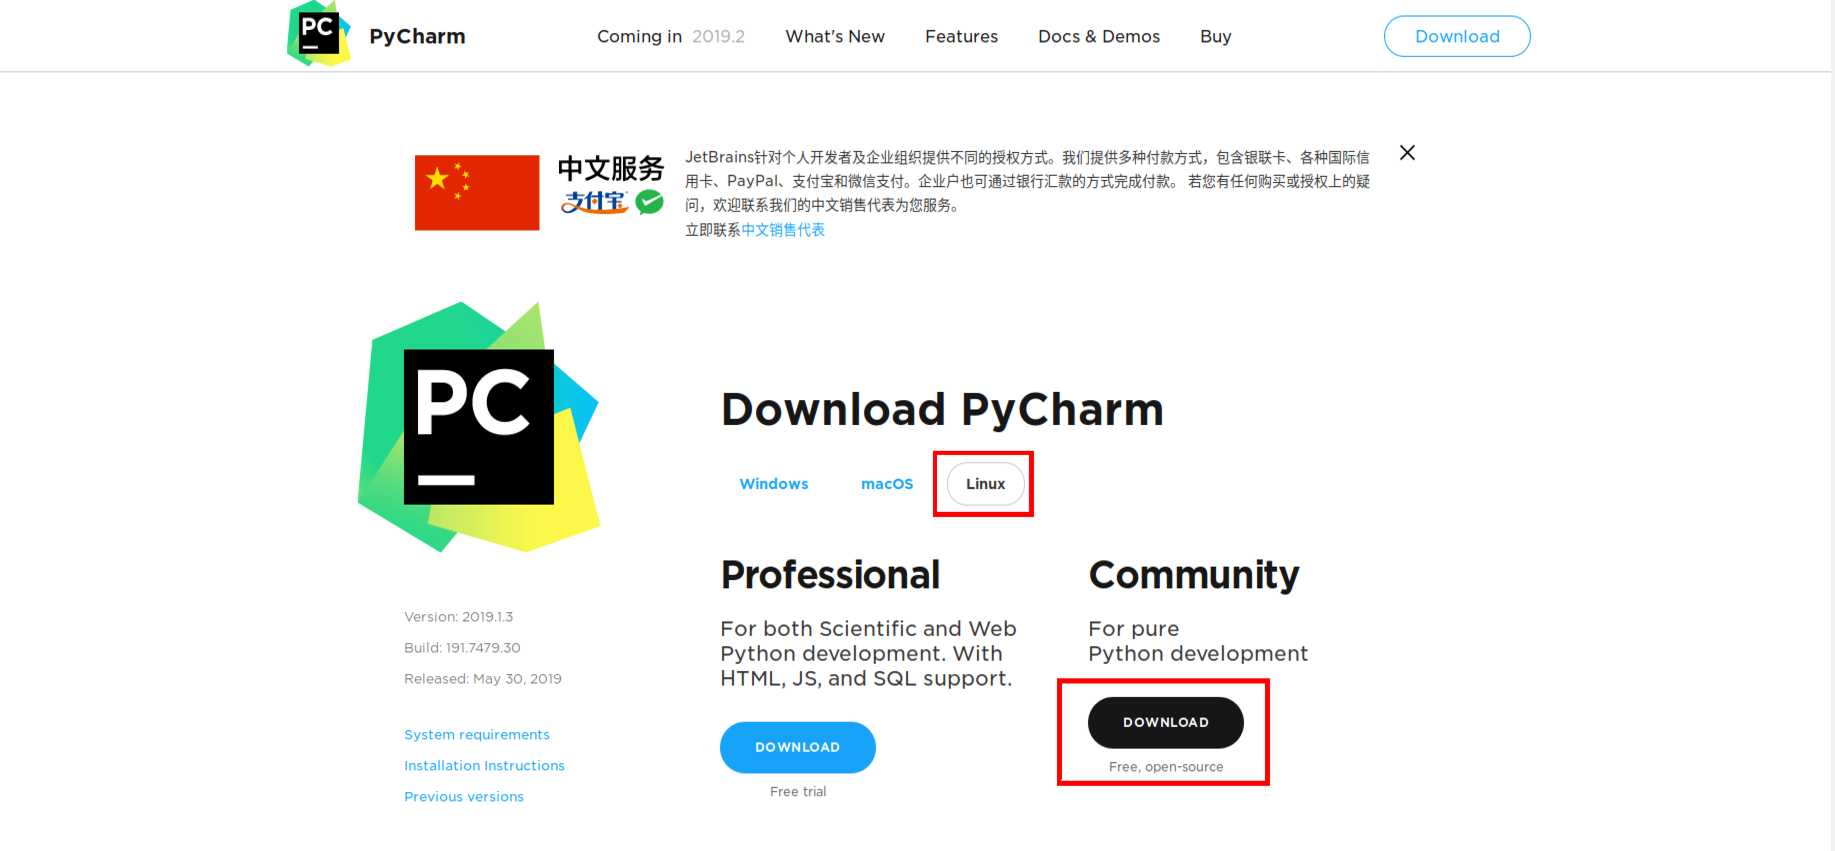 PC
PyCharm
Coming in 2019.2
What's New
Features
Docs & Demos
Buy
Download
中文服务
支付宝
JetBrains针对个人开发者及企业组织提供不同的授权方式。我们提供多种付款方式，包含银联卡、各种国际信
用卡、PayPal、支付宝和微信支付。企业户也可通过银行汇款的方式完成付款。 若您有任何购买或授权上的疑
问，欢迎联系我们的中文销售代表为您服务。
立即联系中文销售代表
PC
Download PyCharm
Windows
macOS
Linux
Professional
For both Scientific and Web
Python development. With
HTML, JS, and SQL support.
DOWNLOAD
Free trial
Community
For pure
Python development
DOWNLOAD
Free, open-source
Version: 2019.1.3
Build: 191.7479.30
Released: May 30, 2019
System requirements
Installation Instructions
Previous versions